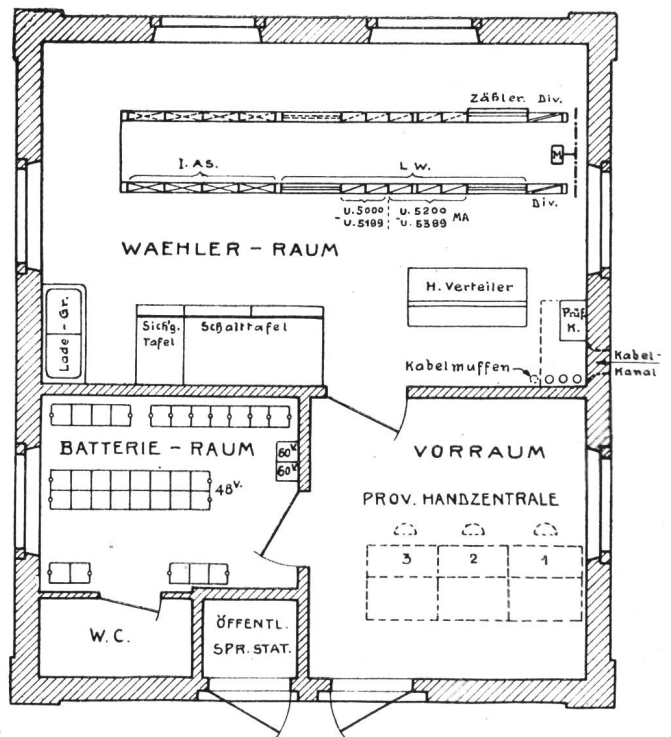 Zähler. Div.
M
I. AS. L.W.
U.5000 U.5200
-U.5199 -U.5389 MA
Div.
WAEHLER - RAUM
H. Verteiler
Lade - Gr.
Sich'g. Schalttafel
Tafel
Prüf
K.
Kabelmuffen
Kabel-
Kanal
BATTERIE - RAUM
60V.
60V.
48V.
VORRAUM
PROV. HANDZENTRALE
3 2 1
W.C.
ÖFFENTL.
SPR. STAT.